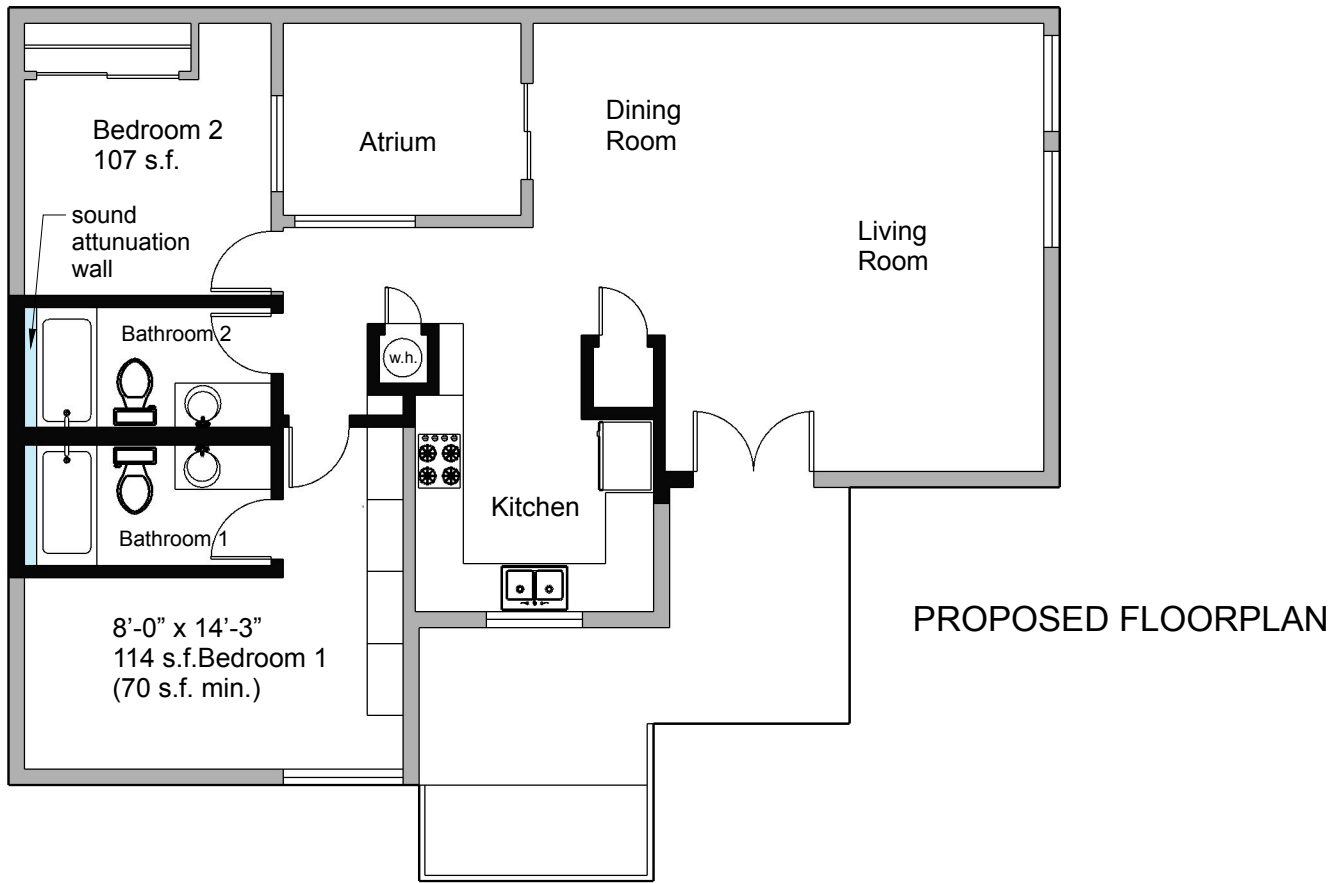 Bedroom 2
107 s.f.
Atrium
Dining
Room
sound
attunuation
wall
Living
Room
Bathroom 2
w.h.
Kitchen
Bathroom 1
8’-0” x 14’-3”
114 s.f.Bedroom 1
(70 s.f. min.)
PROPOSED FLOORPLAN